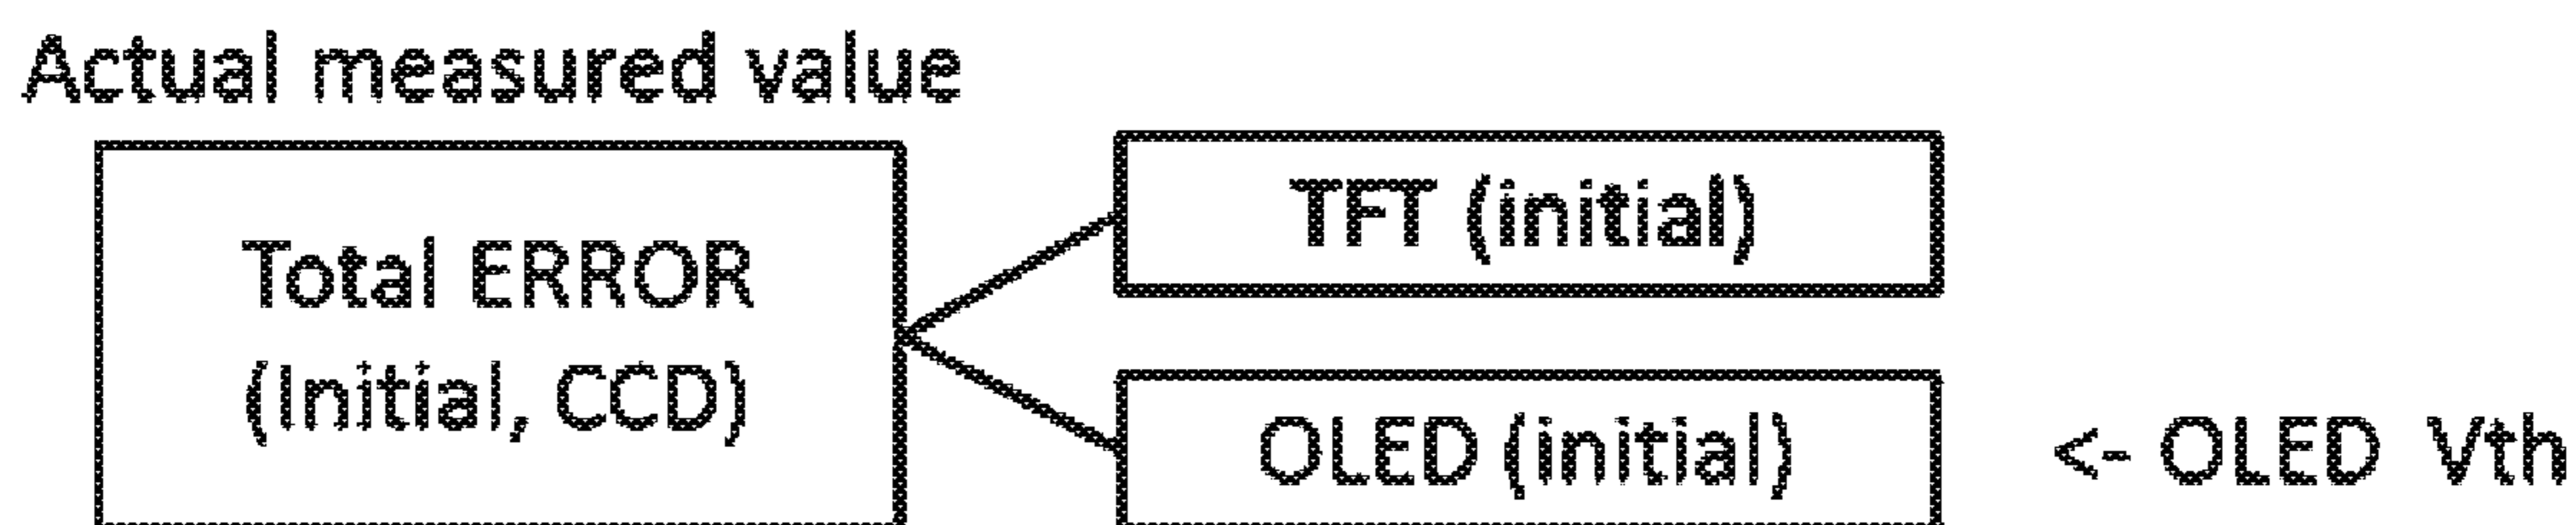 Actual measured value
Total ERROR
(Initial, CCD)
TFT (initial)
OLED (initial)
<- OLED Vth